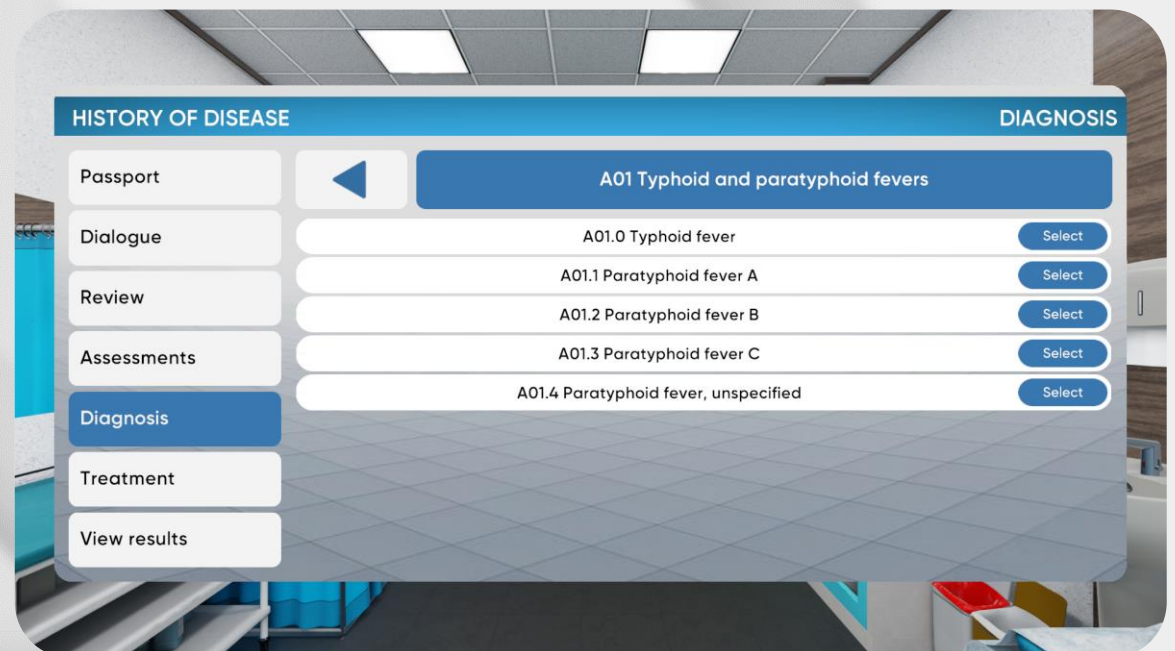 HISTORY OF DISEASE
DIAGNOSIS
Passport
Dialogue
Review
Assessments
Diagnosis
Treatment
View results
A01 Typhoid and paratyphoid fevers
A01.0 Typhoid fever Select
A01.1 Paratyphoid fever A Select
A01.2 Paratyphoid fever B Select
A01.3 Paratyphoid fever C Select
A01.4 Paratyphoid fever, unspecified Select